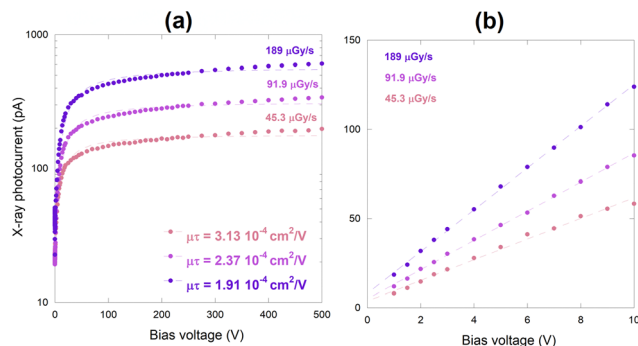 (a)
1000
100
10
X-ray photocurrent (pA)
189 μGy/s
91.9 μGy/s
45.3 μGy/s
μτ = 3.13 10⁻⁴ cm²/V
μτ = 2.37 10⁻⁴ cm²/V
μτ = 1.91 10⁻⁴ cm²/V
0 100 200 300 400 500
Bias voltage (V)
(b)
150
100
50
0
189 μGy/s
91.9 μGy/s
45.3 μGy/s
0 2 4 6 8 10
Bias voltage (V)